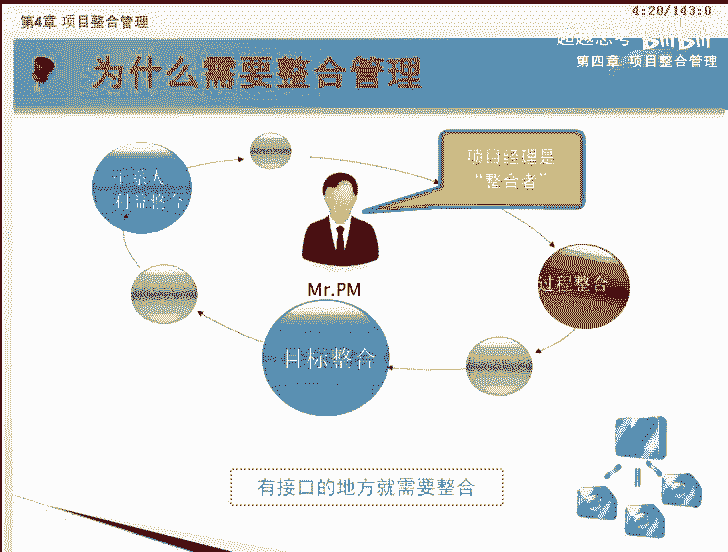 第4章 项目整合管理
4:20/143:0
bilibili
第四章 项目整合管理
为什么需要整合管理
项目经理是
“整合者”
干系人
利益整合
过程整合
Mr.PM
目标整合
有接口的地方就需要整合